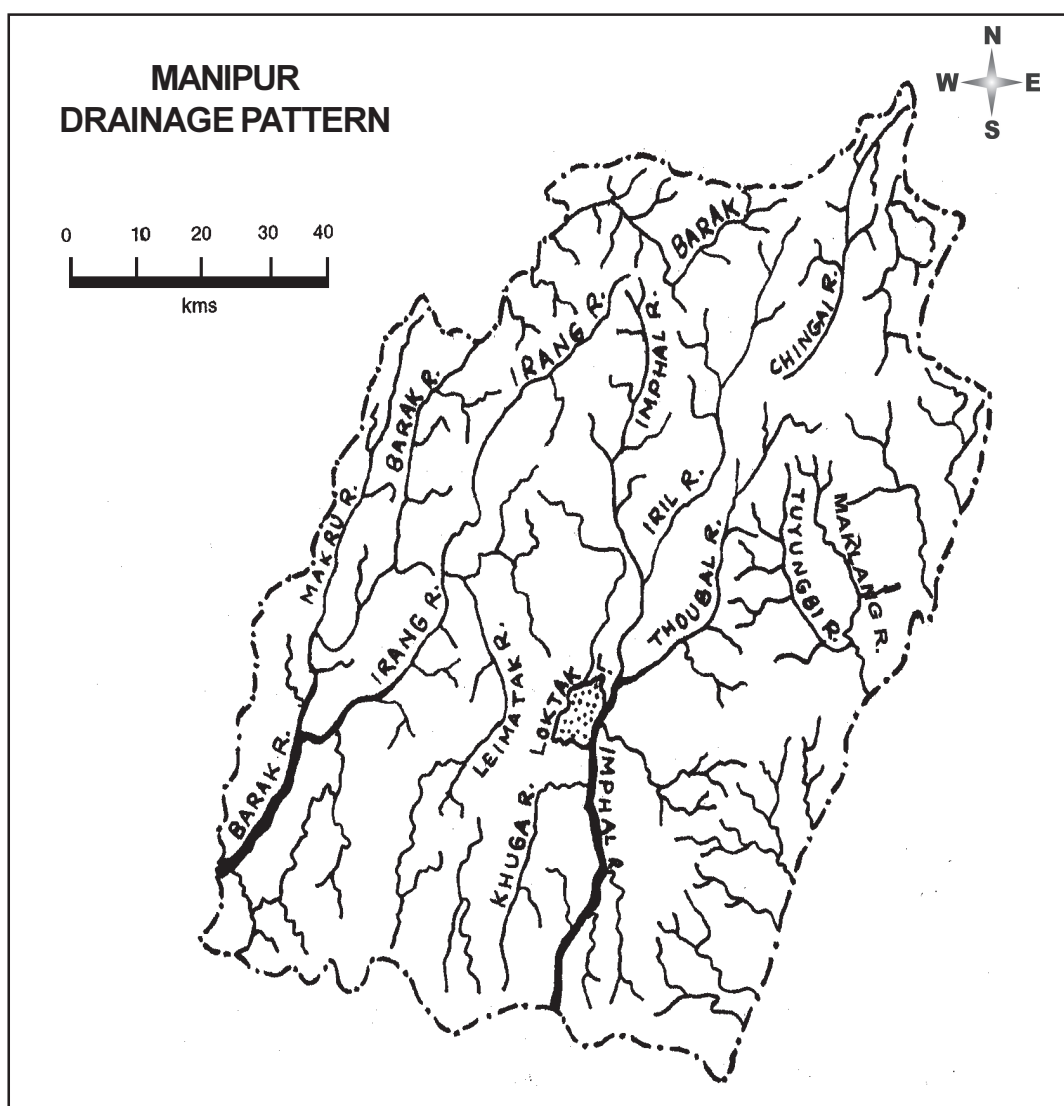 MANIPUR
DRAINAGE PATTERN
N
W E
S
0 10 20 30 40
kms
BARAK
CHINGAI R.
IRANG R.
IMPHAL R.
BARAK R.
MAKRU R.
IRIL R.
THOUBAL R.
TUYUNGBI R.
MAKLANG R.
IRANG R.
LEIMATAK R.
LOKTAK L.
BARAK R.
KHUGA R.
IMPHAL R.